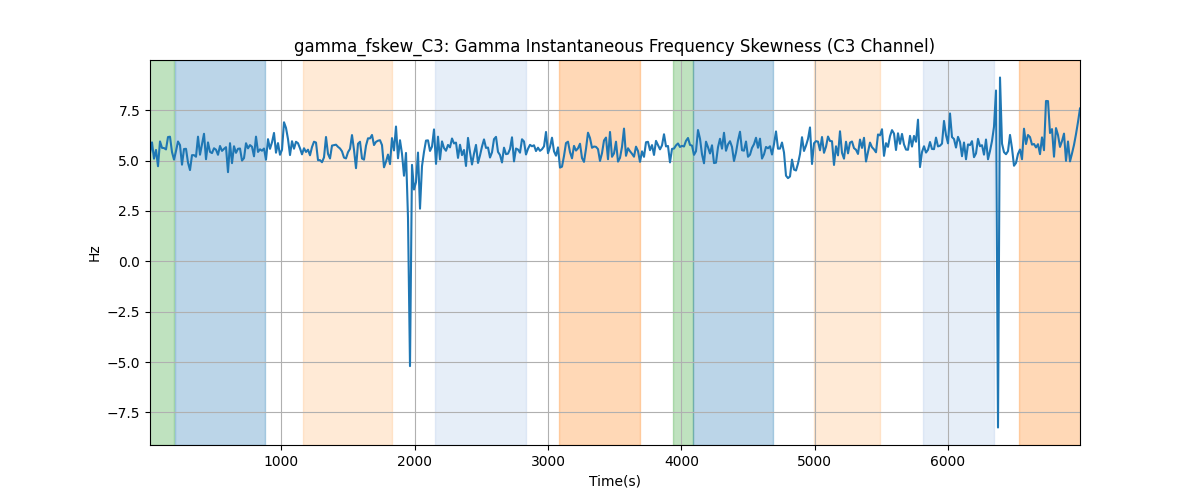 gamma_fskew_C3: Gamma Instantaneous Frequency Skewness (C3 Channel)
7.5
5.0
2.5
0.0
−2.5
−5.0
−7.5
Hz
1000 2000 3000 4000 5000 6000
Time(s)